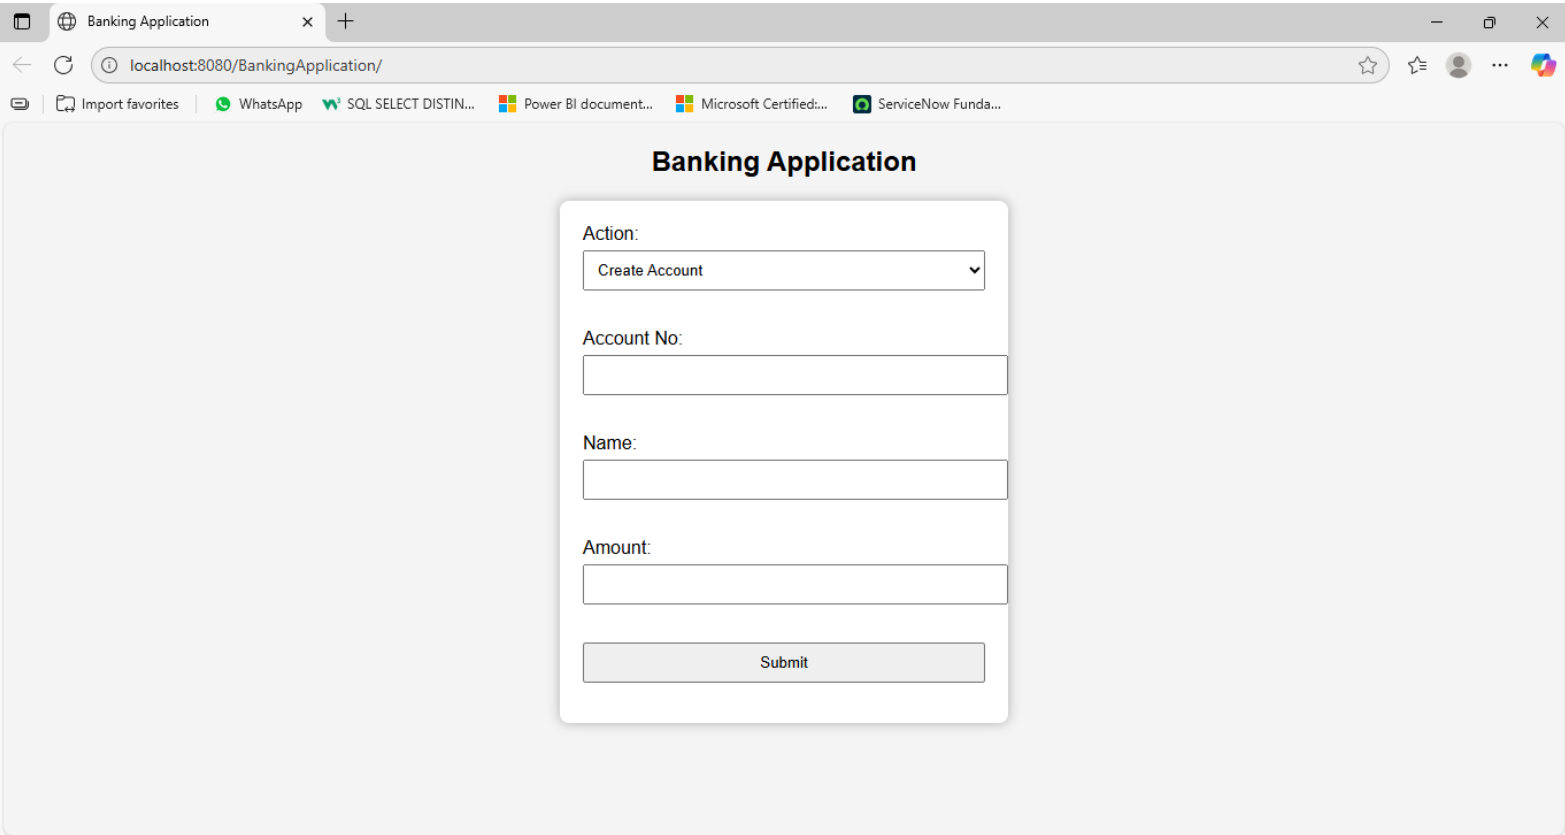 Banking Application
localhost:8080/BankingApplication/
Import favorites WhatsApp SQL SELECT DISTIN... Power BI document... Microsoft Certified:... ServiceNow Funda...
Banking Application
Action:
Create Account
Account No:
Name:
Amount:
Submit